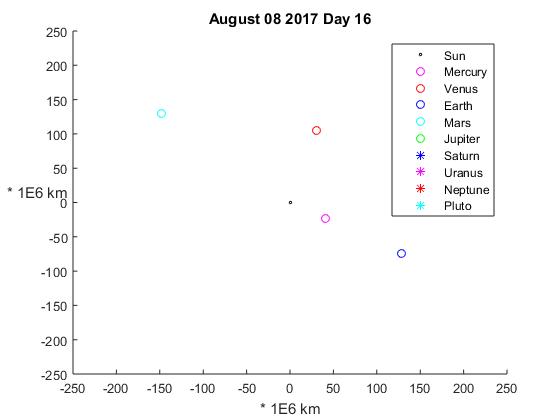 August 08 2017 Day 16
250
200
150
100
50
* 1E6 km
0
-50
-100
-150
-200
-250
-250 -200 -150 -100 -50 0 50 100 150 200 250
* 1E6 km
Sun
Mercury
Venus
Earth
Mars
Jupiter
Saturn
Uranus
Neptune
Pluto